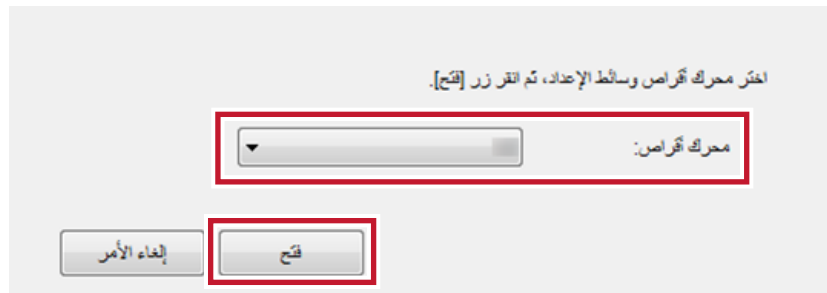 اختر محرك أقراص وسائط الإعداد، ثم انقر زر [فتح].
محرك أقراص:
فتح
إلغاء الأمر